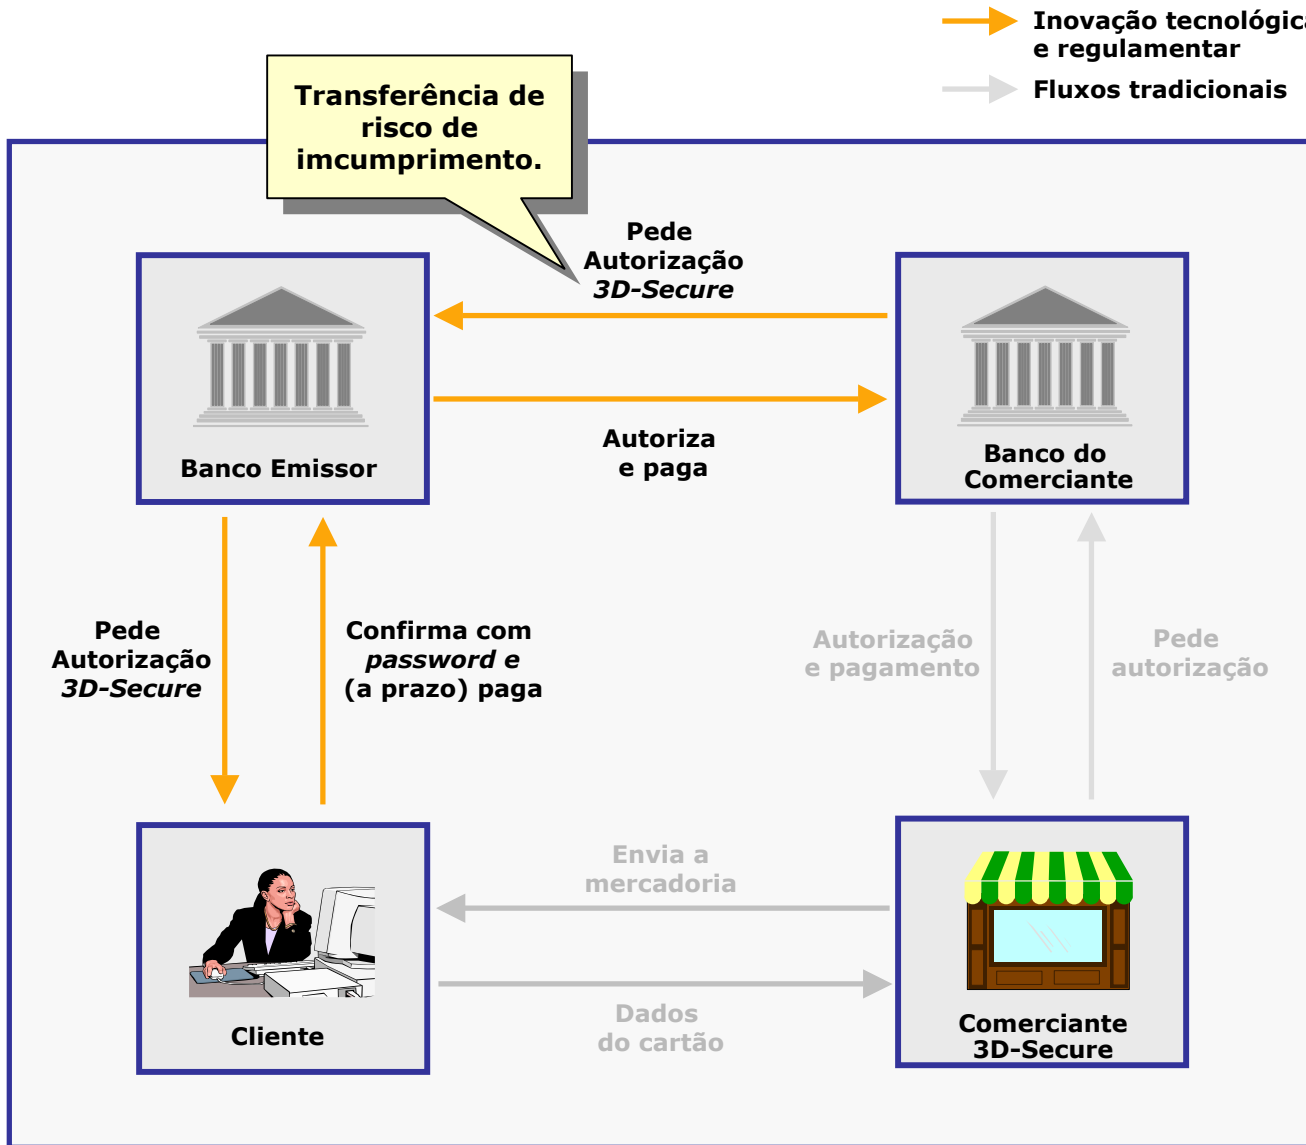 Inovação tecnológica
e regulamentar
Fluxos tradicionais
Transferência de
risco de
imcumprimento.
Pede
Autorização
3D-Secure
Autoriza
e paga
Banco Emissor
Banco do
Comerciante
Pede
Autorização
3D-Secure
Confirma com
password e
(a prazo) paga
Autorização
e pagamento
Pede
autorização
Envia a
mercadoria
Dados
do cartão
Cliente
Comerciante
3D-Secure